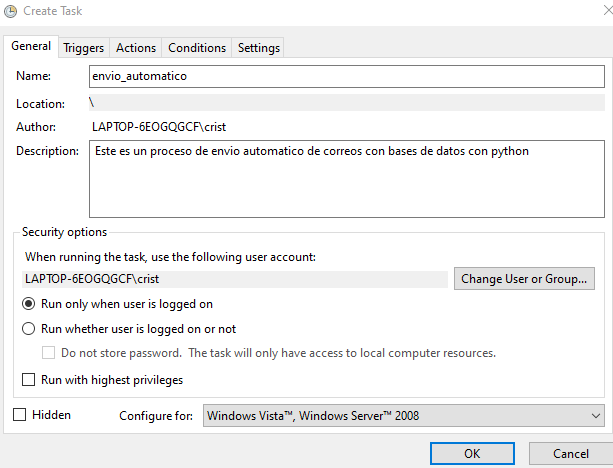 Create Task
General Triggers Actions Conditions Settings
Name: envio_automatico
Location: \
Author: LAPTOP-6EOGQGCF\crist
Description: Este es un proceso de envio automatico de correos con bases de datos con python
Security options
When running the task, use the following user account:
LAPTOP-6EOGQGCF\crist Change User or Group...
Run only when user is logged on
Run whether user is logged on or not
Do not store password. The task will only have access to local computer resources.
Run with highest privileges
Hidden Configure for: Windows Vista™, Windows Server™ 2008
OK Cancel